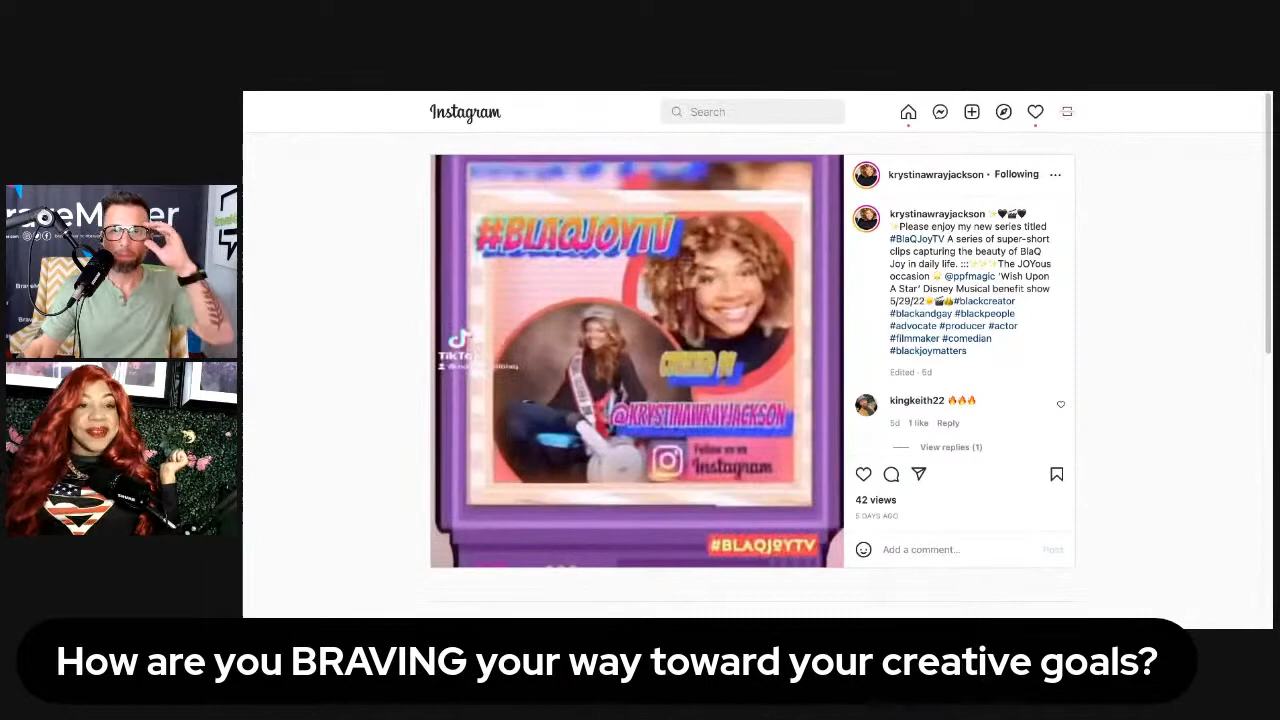 Instagram
Search
krystinawrayjackson • Following
krystinawrayjackson ✨🖤🎬🖤
✨Please enjoy my new series titled
#BlaQJoyTV A series of super-short
clips capturing the beauty of BlaQ
Joy in daily life. :::✨✨✨The JOYous
occasion 🌟 @ppfmagic 'Wish Upon
A Star' Disney Musical benefit show
5/29/22🌟🎬👑#blackcreator
#blackandgay #blackpeople
#advocate #producer #actor
#filmmaker #comedian
#blackjoymatters
Edited · 5d
kingkeith22 🔥🔥🔥
5d 1 like Reply
View replies (1)
42 views
5 DAYS AGO
Add a comment...
Post
#BLAQJOYTV
TikTo
CREATED BY
@KRYSTINAWRAYJACKSON
Follow us on
Instagram
#BLAQJOYTV
SHURE
How are you BRAVING your way toward your creative goals?